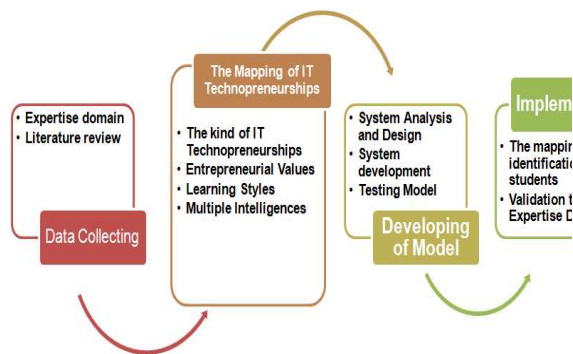 • Expertise domain
• Literature review
Data Collecting
The Mapping of IT
Technopreneurships
• The kind of IT
Technopreneurships
• Entrepreneurial Values
• Learning Styles
• Multiple Intelligences
• System Analysis
and Design
• System
development
• Testing Model
Developing
of Model
Implem
• The mappin
identificatio
students
• Validation t
Expertise D